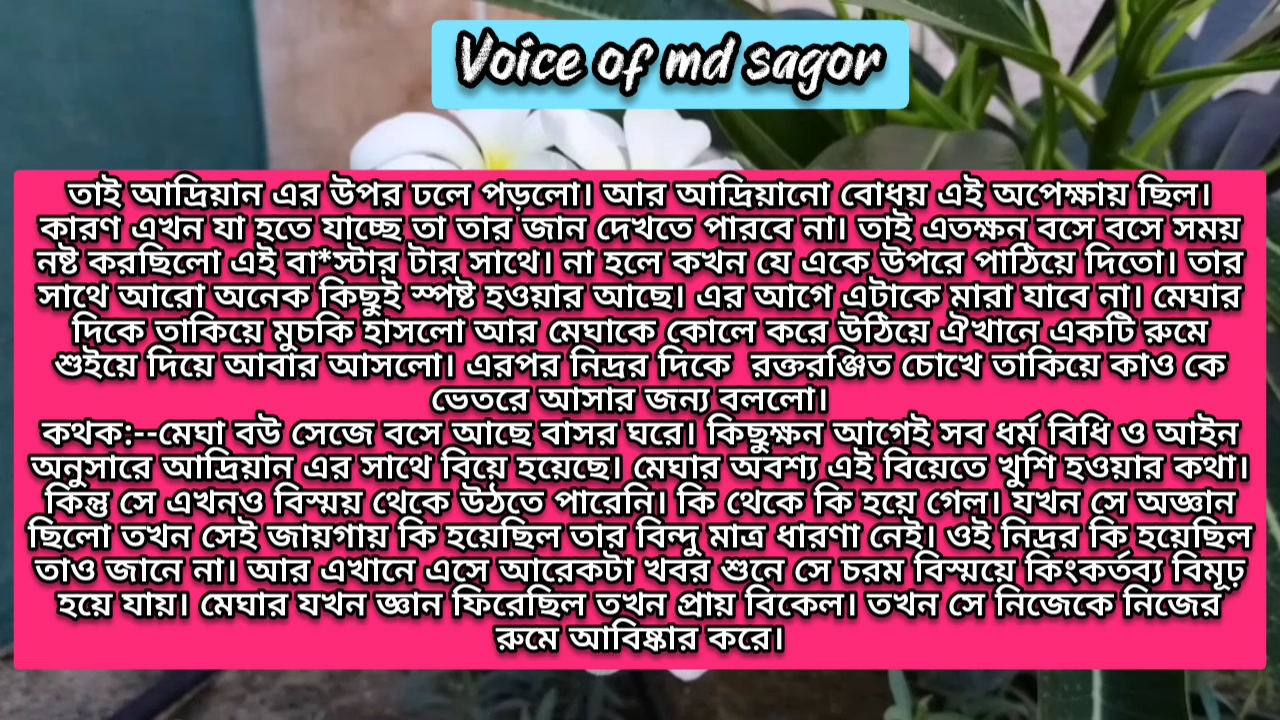 Voice of md sagor
তাই আদ্রিয়ান এর উপর ঢলে পড়লো। আর আদ্রিয়ানো বোধয় এই অপেক্ষায় ছিল।
কারণ এখন যা হতে যাচ্ছে তা তার জান দেখতে পারবে না। তাই এতক্ষন বসে বসে সময়
নষ্ট করছিলো এই বা*স্টার টার সাথে। না হলে কখন যে একে উপরে পাঠিয়ে দিতো। তার
সাথে আরো অনেক কিছুই স্পষ্ট হওয়ার আছে। এর আগে এটাকে মারা যাবে না। মেঘার
দিকে তাকিয়ে মুচকি হাসলো আর মেঘাকে কোলে করে উঠিয়ে ঐখানে একটি রুমে
শুইয়ে দিয়ে আবার আসলো। এরপর নিদ্রর দিকে রক্তরঞ্জিত চোখে তাকিয়ে কাও কে
ভেতরে আসার জন্য বললো।
কথক:--মেঘা বউ সেজে বসে আছে বাসর ঘরে। কিছুক্ষন আগেই সব ধর্ম বিধি ও আইন
অনুসারে আদ্রিয়ান এর সাথে বিয়ে হয়েছে। মেঘার অবশ্য এই বিয়েতে খুশি হওয়ার কথা।
কিন্তু সে এখনও বিস্ময় থেকে উঠতে পারেনি। কি থেকে কি হয়ে গেল। যখন সে অজ্ঞান
ছিলো তখন সেই জায়গায় কি হয়েছিল তার বিন্দু মাত্র ধারণা নেই। ওই নিদ্রর কি হয়েছিল
তাও জানে না। আর এখানে এসে আরেকটা খবর শুনে সে চরম বিস্ময়ে কিংকর্তব্য বিমূঢ়
হয়ে যায়। মেঘার যখন জ্ঞান ফিরেছিল তখন প্রায় বিকেল। তখন সে নিজেকে নিজের
রুমে আবিষ্কার করে।